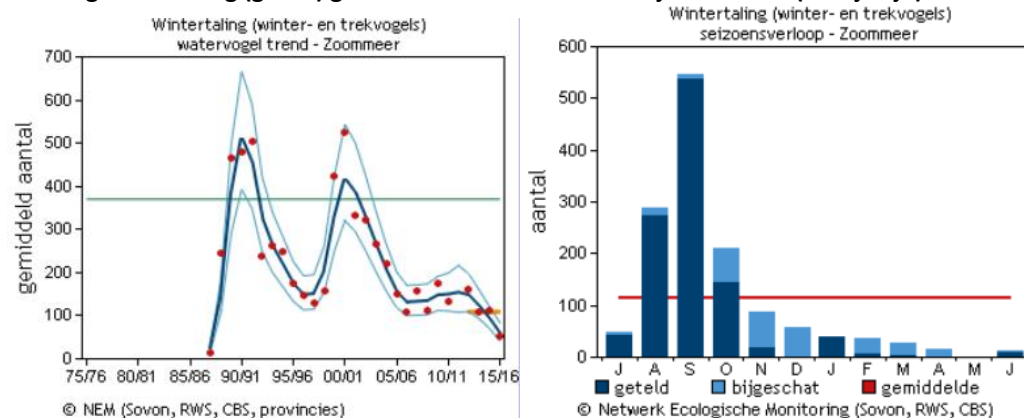 Wintertaling (winter- en trekvogels)
watervogel trend - Zoommeer
gemiddeld aantal
700
600
500
400
300
200
100
0
75/76 80/81 85/86 90/91 95/96 00/01 05/06 10/11 15/16
© NEM (Sovon, RWS, CBS, provincies)
Wintertaling (winter- en trekvogels)
seizoensverloop - Zoommeer
aantal
600
500
400
300
200
100
0
J A S O N D J F M A M J
geteld bijgeschat gemiddelde
© Netwerk Ecologische Monitoring (Sovon, RWS, CBS)